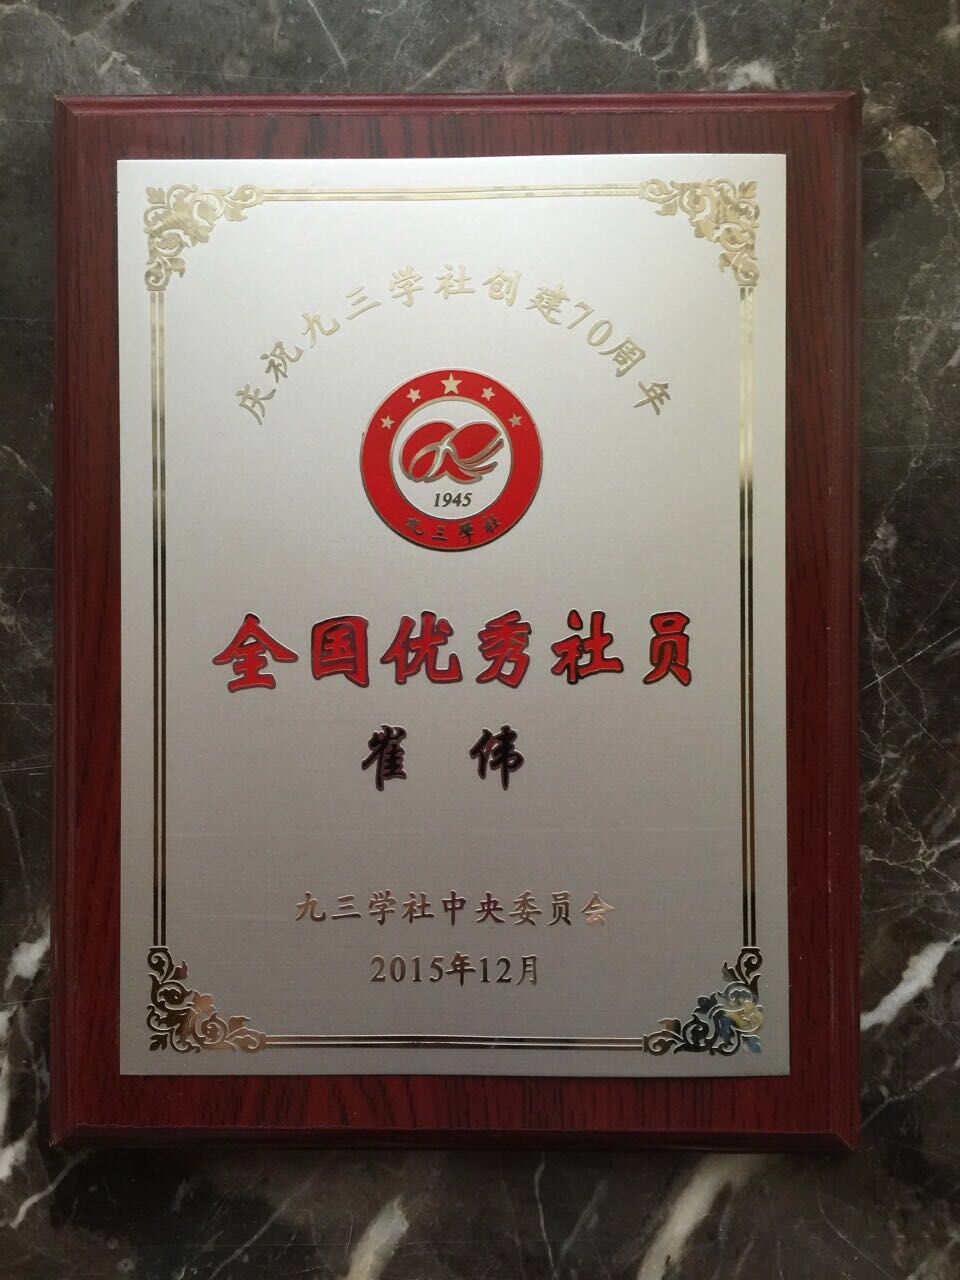 庆祝九三学社创建70周年
1945
九三学社
全国优秀社员
崔 伟
九三学社中央委员会
2015年12月